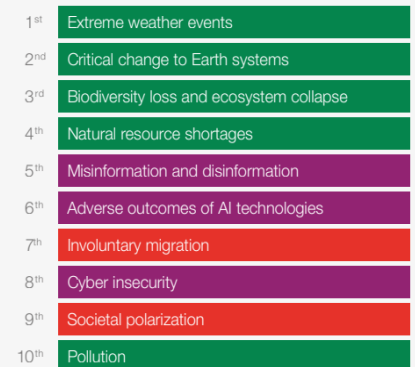 1st Extreme weather events
2nd Critical change to Earth systems
3rd Biodiversity loss and ecosystem collapse
4th Natural resource shortages
5th Misinformation and disinformation
6th Adverse outcomes of AI technologies
7th Involuntary migration
8th Cyber insecurity
9th Societal polarization
10th Pollution